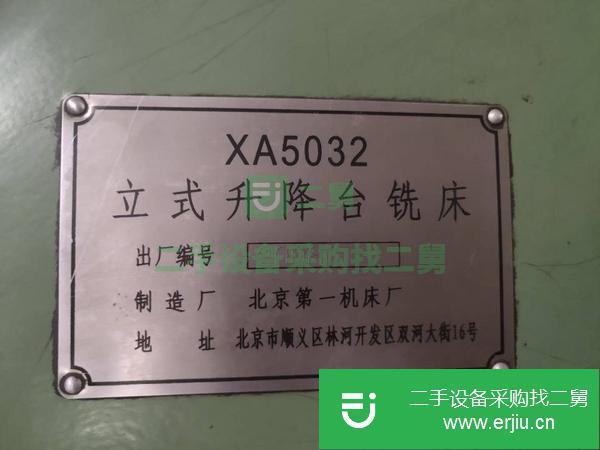 XA5032
立式升降台铣床
二舅
出厂编号
二手设备采购找二舅
制造厂 北京第一机床厂
地 址 北京市顺义区林河开发区双河大街16号
二手设备采购找二舅
www.erjiu.cn